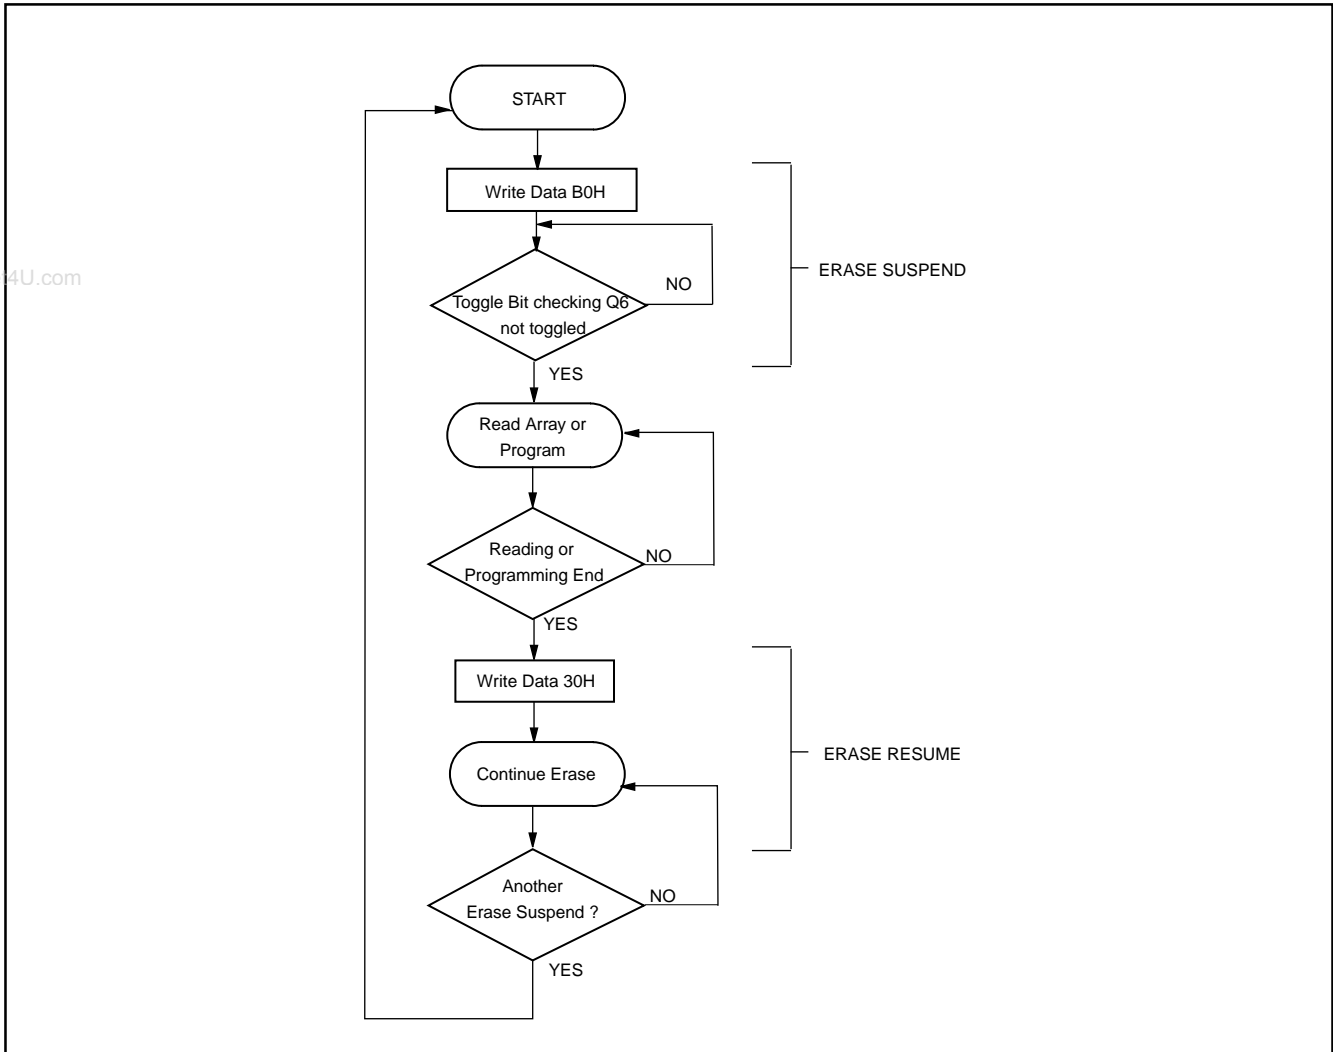 START
Write Data B0H
ERASE SUSPEND
4U.com
NO
Toggle Bit checking Q6
not toggled
YES
Read Array or
Program
Reading or
Programming End
NO
YES
Write Data 30H
ERASE RESUME
Continue Erase
Another
Erase Suspend ?
NO
YES